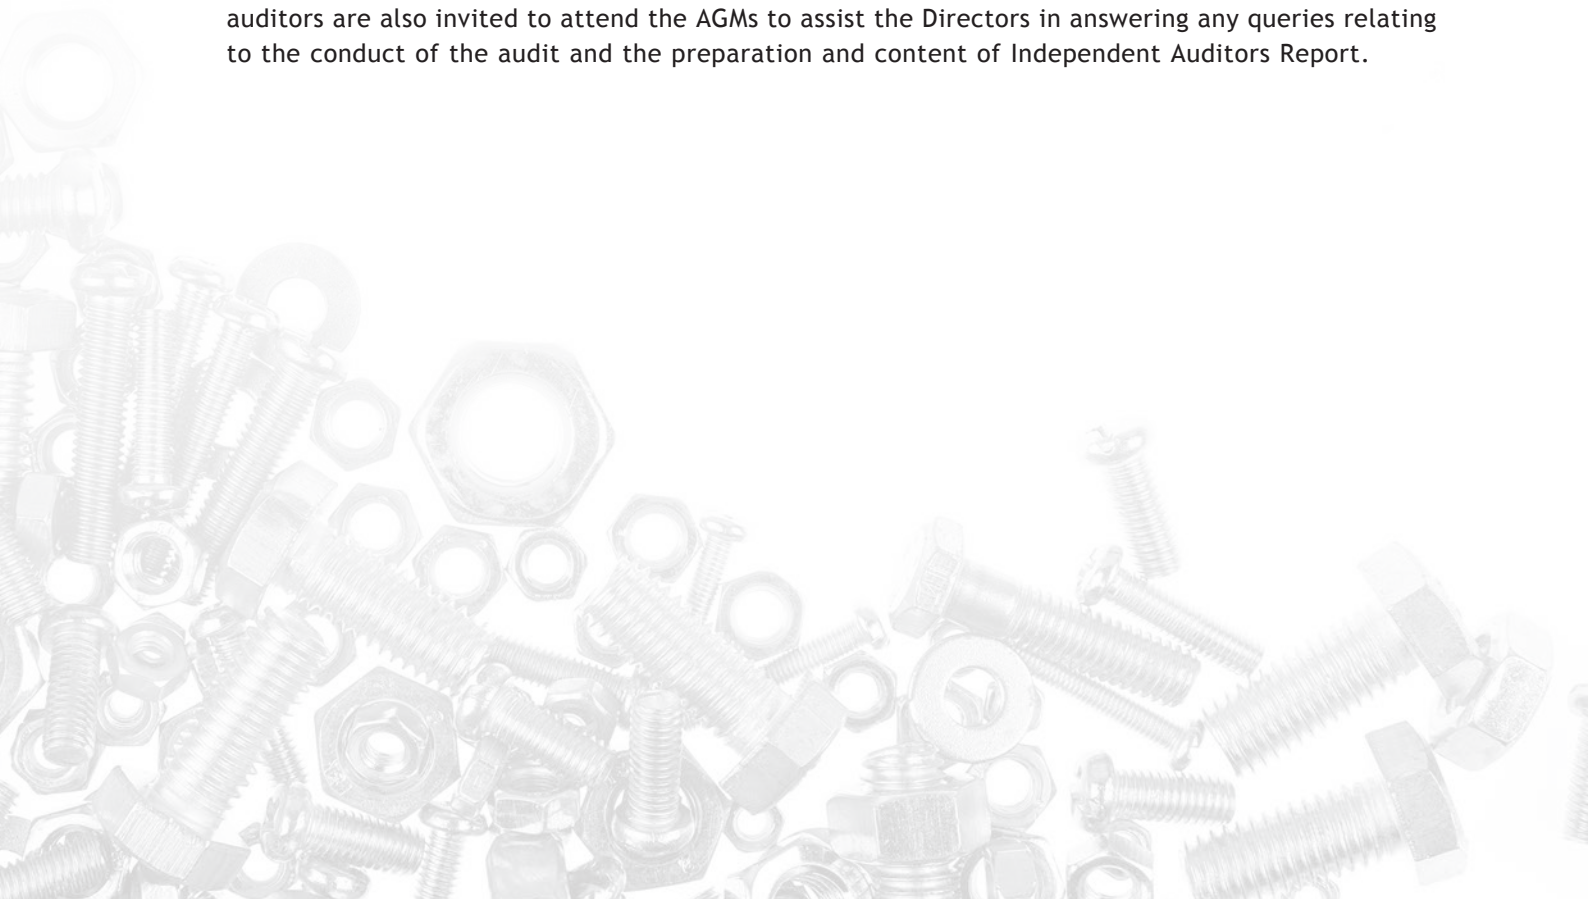 auditors are also invited to attend the AGMs to assist the Directors in answering any queries relating
to the conduct of the audit and the preparation and content of Independent Auditors Report.